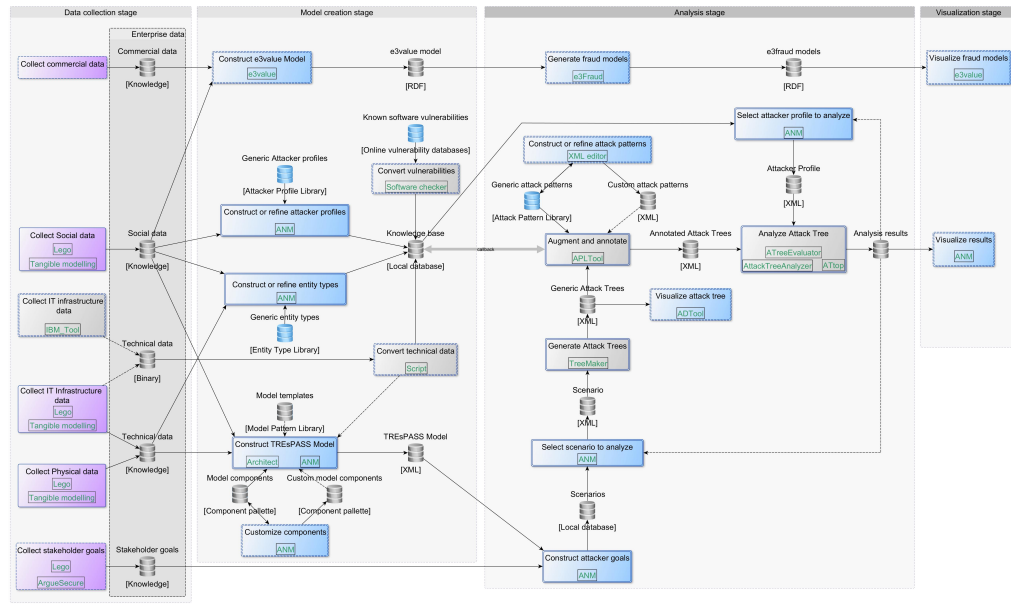 Data collection stage
Model creation stage
Analysis stage
Visualization stage
Enterprise data
Collect commercial data
Commercial data
[Knowledge]
Construct e3value Model
e3value
e3value model
[RDF]
Generate fraud models
e3Fraud
e3fraud models
[RDF]
Visualize fraud models
e3value
Known software vulnerabilities
[Online vulnerability databases]
Convert vulnerabilities
Software checker
Select attacker profile to analyze
ANM
Construct or refine attack patterns
XML editor
Generic Attacker profiles
[Attacker Profile Library]
Attacker Profile
[XML]
Generic attack patterns
[Attack Pattern Library]
Custom attack patterns
[XML]
Construct or refine attacker profiles
ANM
Collect Social data
Lego
Tangible modelling
Social data
[Knowledge]
Knowledge base
[Local database]
callback
Augment and annotate
APLTool
Annotated Attack Trees
[XML]
Analyze Attack Tree
ATreeEvaluator
AttackTreeAnalyzer
ATtop
Analysis results
Visualize results
ANM
Construct or refine entity types
ANM
Generic entity types
[Entity Type Library]
Generic Attack Trees
[XML]
Visualize attack tree
ADTool
Collect IT infrastructure
data
IBM_Tool
Technical data
[Binary]
Convert technical data
Script
Generate Attack Trees
TreeMaker
Collect IT Infrastructure
data
Lego
Tangible modelling
Model templates
[Model Pattern Library]
Scenario
[XML]
Technical data
[Knowledge]
Construct TREsPASS Model
Architect
ANM
TREsPASS Model
[XML]
Select scenario to analyze
ANM
Collect Physical data
Lego
Tangible modelling
Model components
[Component pallette]
Custom model components
[Component pallette]
Scenarios
[Local database]
Customize components
ANM
Collect stakeholder goals
Lego
ArgueSecure
Stakeholder goals
[Knowledge]
Construct attacker goals
ANM